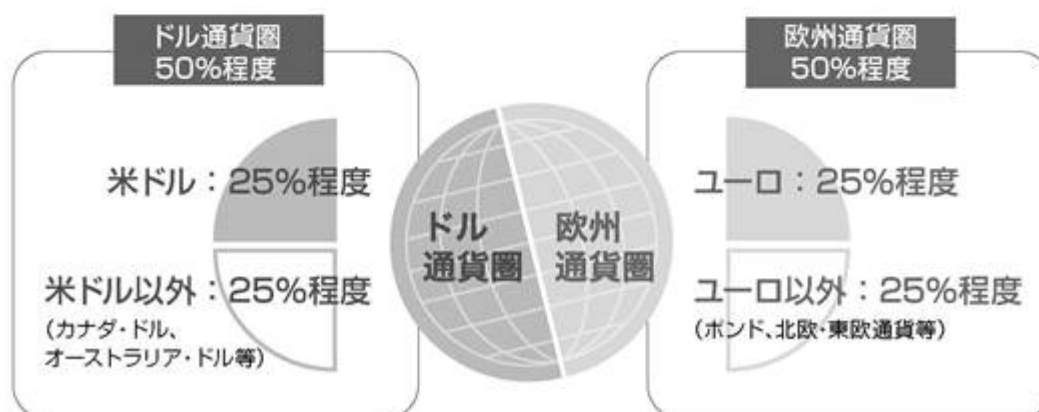 ドル通貨圏
50%程度
米ドル：25%程度
米ドル以外：25%程度
(カナダ・ドル、
オーストラリア・ドル等)
ドル
通貨圏
欧州
通貨圏
欧州通貨圏
50%程度
ユーロ：25%程度
ユーロ以外：25%程度
(ポンド、北欧・東欧通貨等)